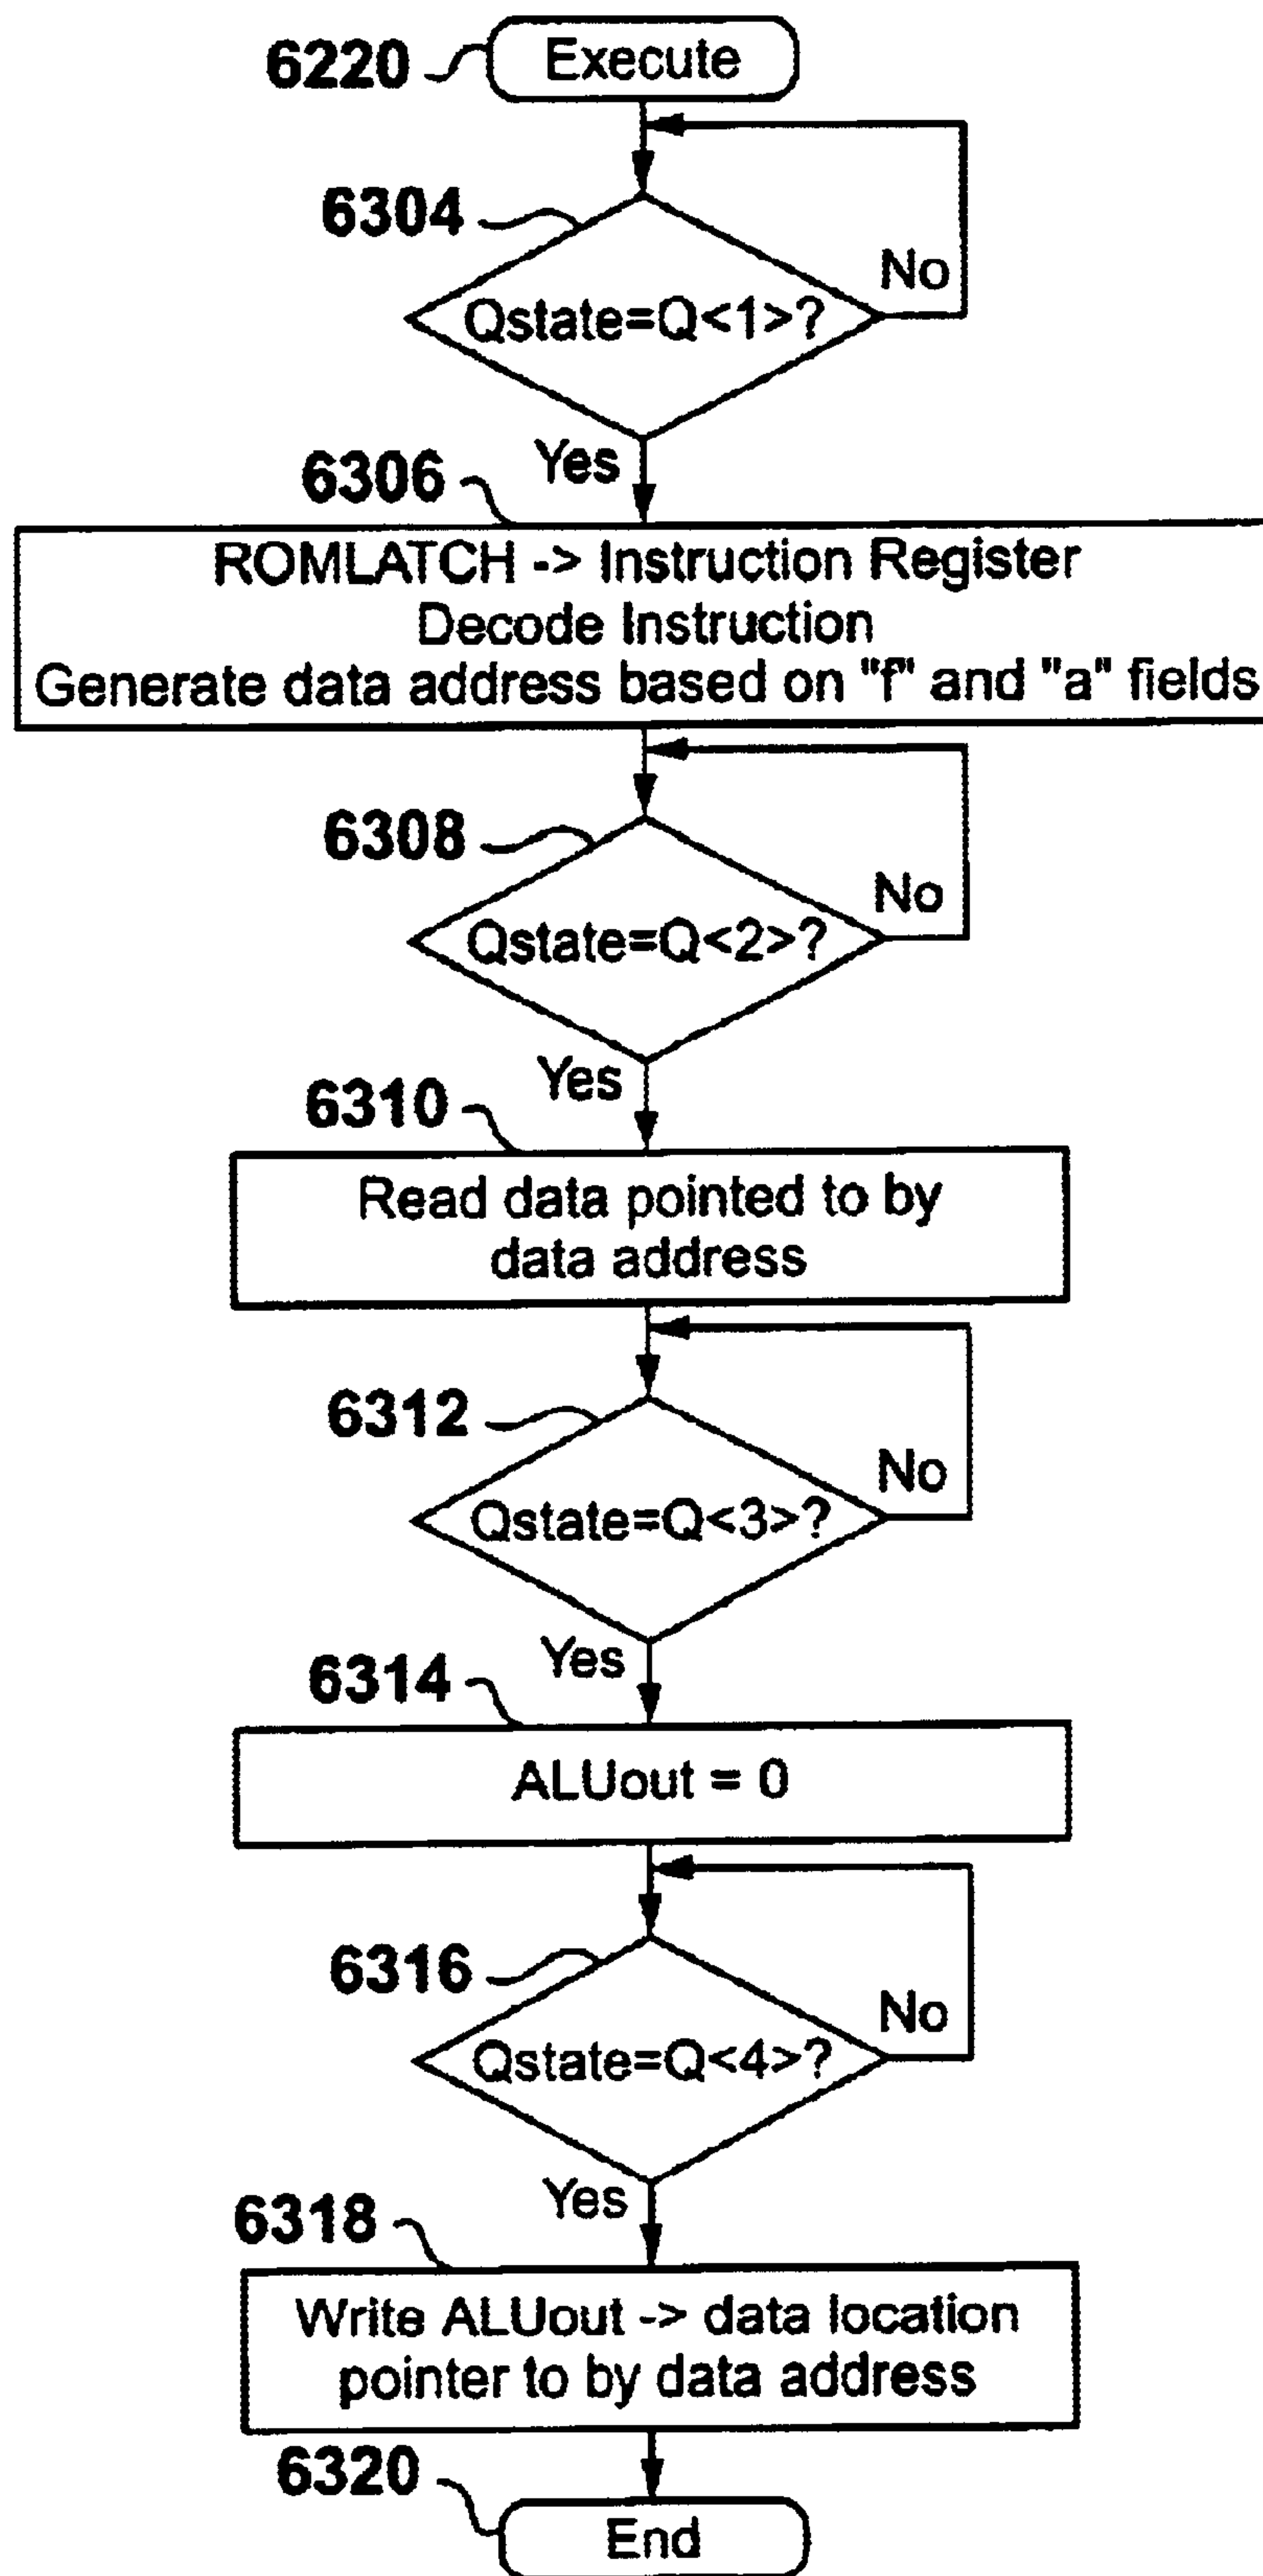 6220
Execute
6304
No
Qstate=Q<1>?
Yes
6306
ROMLATCH -> Instruction Register
Decode Instruction
Generate data address based on "f" and "a" fields
6308
No
Qstate=Q<2>?
Yes
6310
Read data pointed to by
data address
6312
No
Qstate=Q<3>?
Yes
6314
ALUout = 0
6316
No
Qstate=Q<4>?
Yes
6318
Write ALUout -> data location
pointer to by data address
6320
End